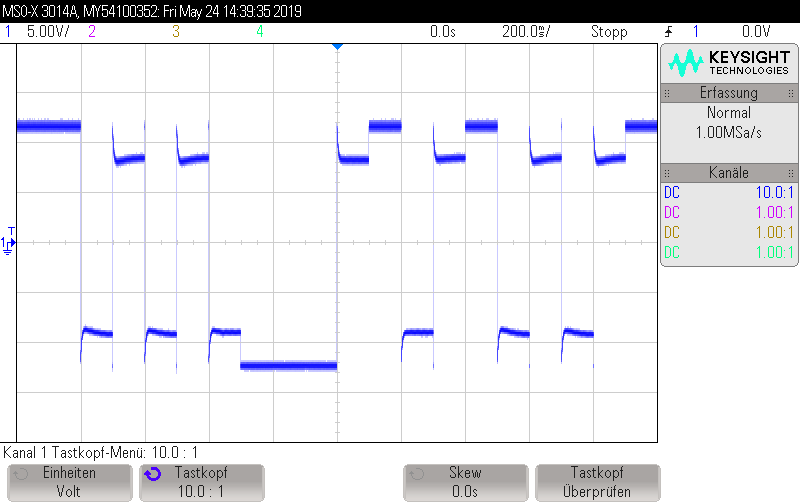 MSO-X 3014A, MY54100352: Fri May 24 14:39:35 2019
1 5.00V/ 2 3 4 0.0s 200.0s/ Stopp 1 0.0V
KEYSIGHT
TECHNOLOGIES
Erfassung
Normal
1.00MSa/s
Kanäle
DC 10.0:1
DC 1.00:1
DC 1.00:1
DC 1.00:1
T
1
Kanal 1 Tastkopf-Menü: 10.0 : 1
Einheiten
Volt
Tastkopf
10.0 : 1
Skew
0.0s
Tastkopf
Überprüfen